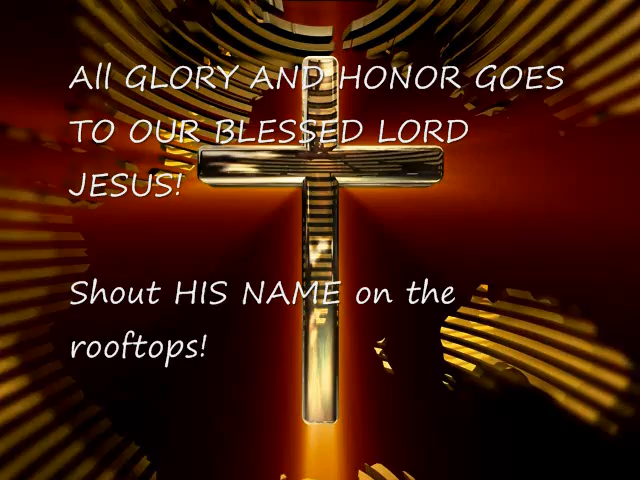 All GLORY AND HONOR GOES
TO OUR BLESSED LORD
JESUS!
Shout HIS NAME on the
rooftops!